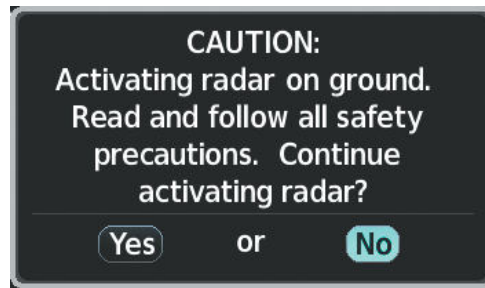 CAUTION:
Activating radar on ground.
Read and follow all safety
precautions.  Continue
activating radar?
Yes or No